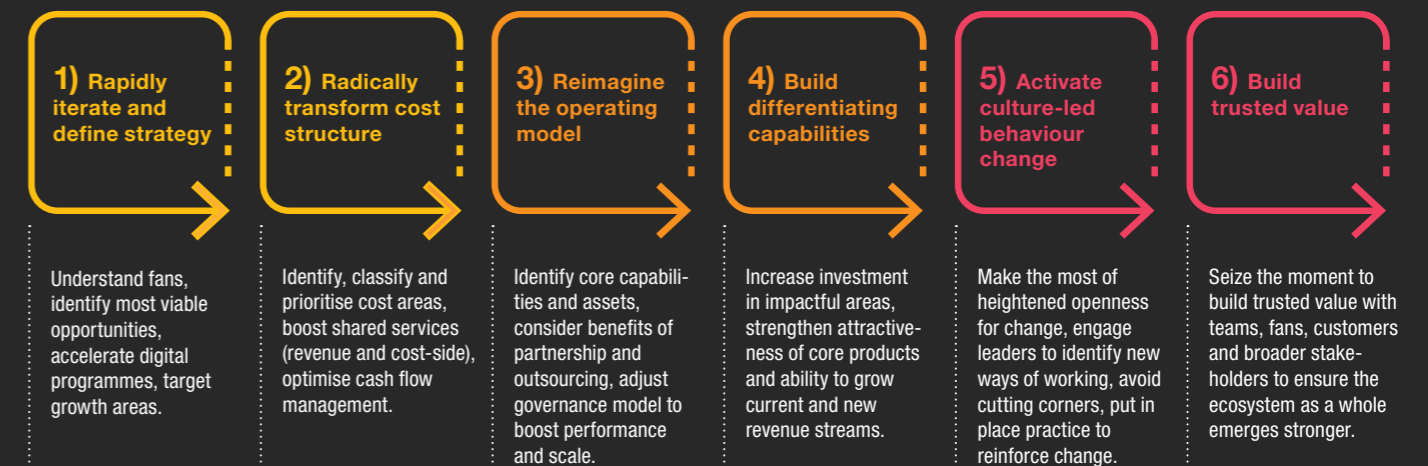 1) Rapidly
iterate and
define strategy
Understand fans,
identify most viable
opportunities,
accelerate digital
programmes, target
growth areas.
2) Radically
transform cost
structure
Identify, classify and
prioritise cost areas,
boost shared services
(revenue and cost-side),
optimise cash flow
management.
3) Reimagine
the operating
model
Identify core capabili-
ties and assets,
consider benefits of
partnership and
outsourcing, adjust
governance model to
boost performance
and scale.
4) Build
differentiating
capabilities
Increase investment
in impactful areas,
strengthen attractive-
ness of core products
and ability to grow
current and new
revenue streams.
5) Activate
culture-led
behaviour
change
Make the most of
heightened openness
for change, engage
leaders to identify new
ways of working, avoid
cutting corners, put in
place practice to
reinforce change.
6) Build
trusted value
Seize the moment to
build trusted value with
teams, fans, customers
and broader stake-
holders to ensure the
ecosystem as a whole
emerges stronger.